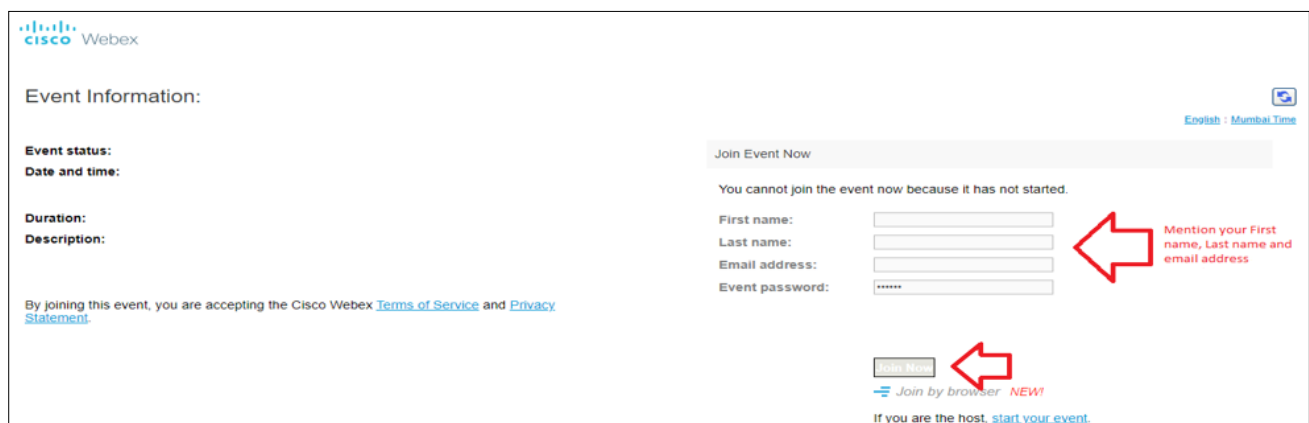 CISCO Webex
Event Information:
English : Mumbai Time
Event status:
Date and time:
Duration:
Description:
By joining this event, you are accepting the Cisco Webex Terms of Service and Privacy
Statement.
Join Event Now
You cannot join the event now because it has not started.
First name:
Last name:
Email address:
Event password: ••••••
Mention your First
name, Last name and
email address
Join Now
Join by browser NEW!
If you are the host, start your event.